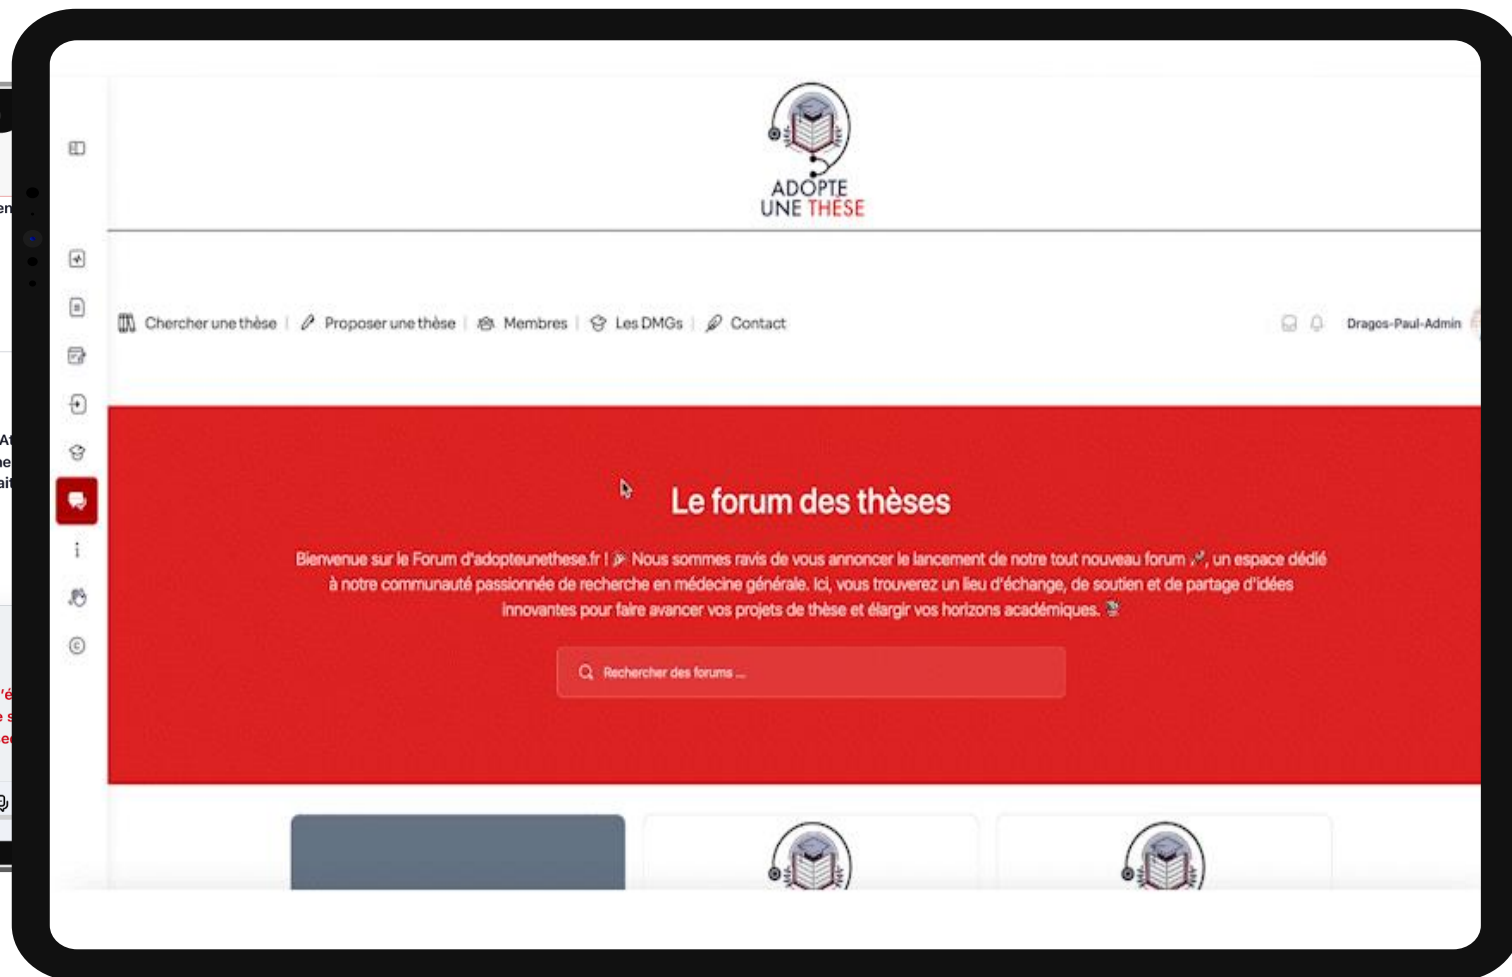 ADOPTE
UNE THÈSE
Chercher une thèse | Proposer une thèse | Membres | Les DMGs | Contact
Dragos-Paul-Admin
Le forum des thèses
Bienvenue sur le Forum d'adopteunethese.fr ! 🎉 Nous sommes ravis de vous annoncer le lancement de notre tout nouveau forum 🚀, un espace dédié
à notre communauté passionnée de recherche en médecine générale. Ici, vous trouverez un lieu d'échange, de soutien et de partage d'idées
innovantes pour faire avancer vos projets de thèse et élargir vos horizons académiques.
Rechercher des forums ...